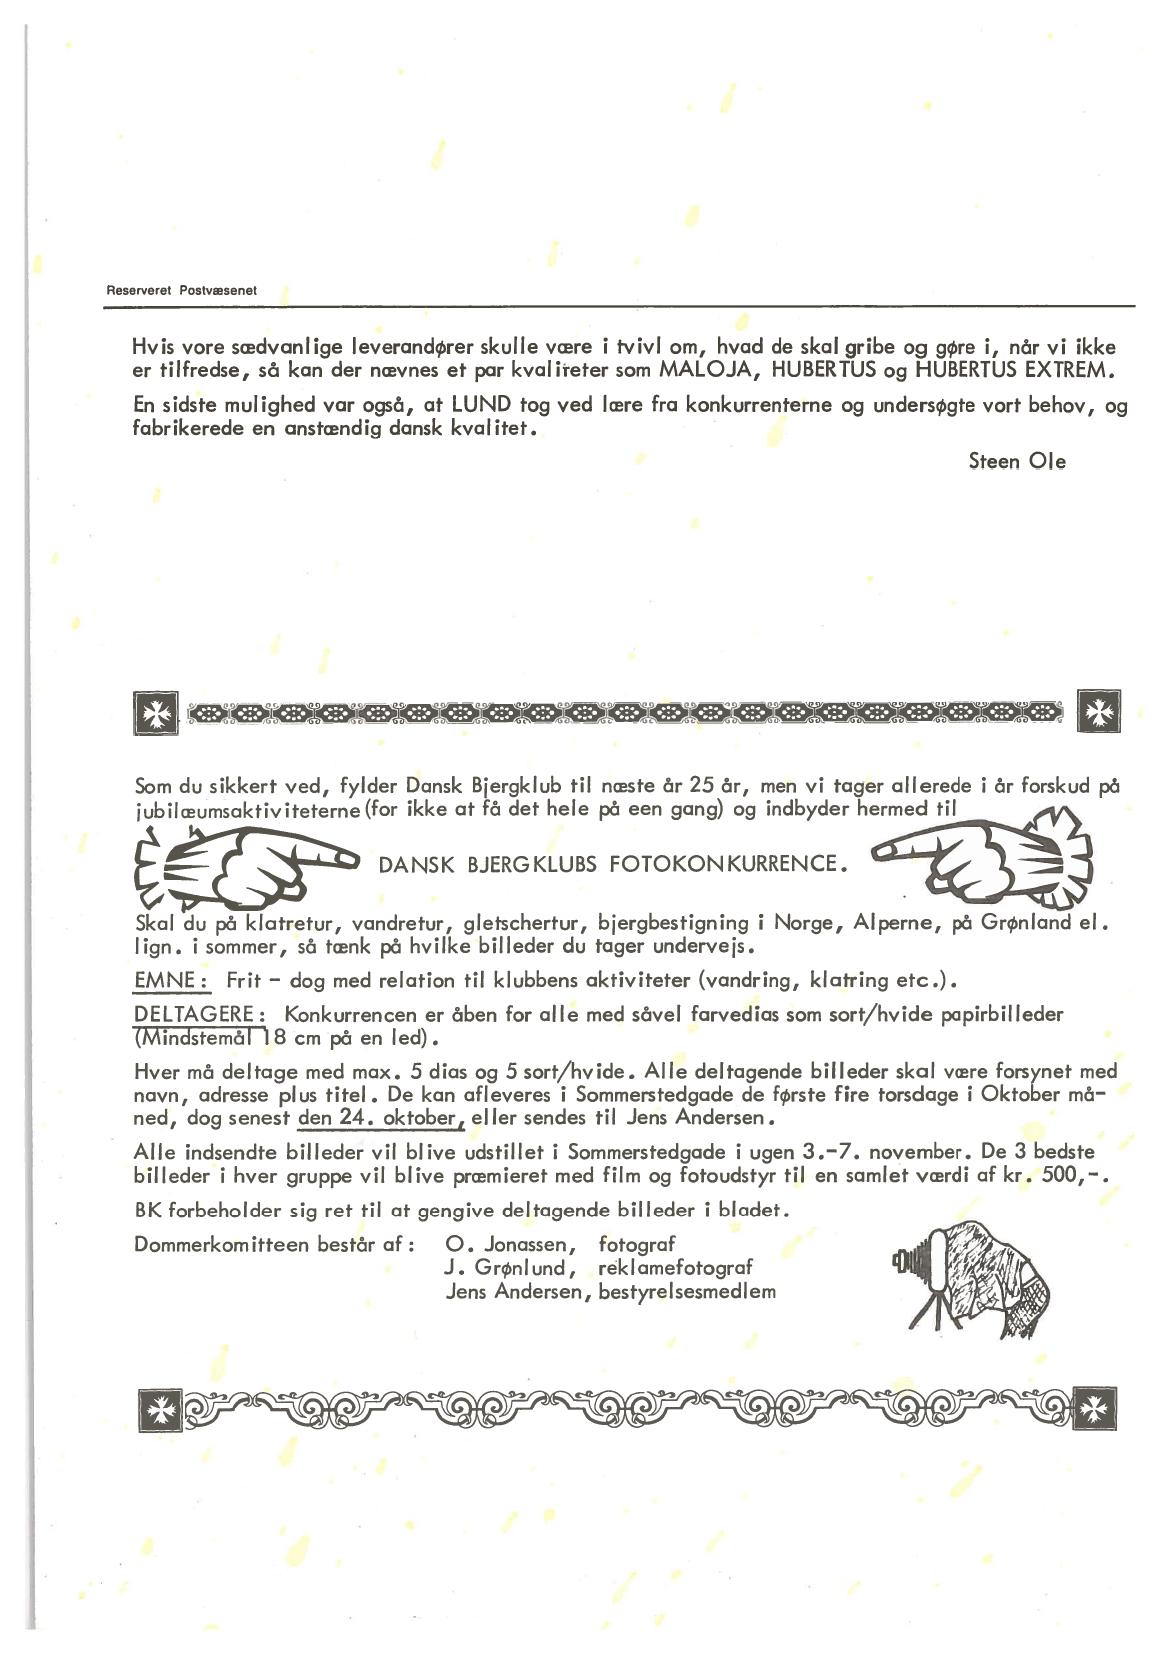 Reserveret Postvæsenet
Hvis vore sædvanlige leverandører skulle være i tvivl om, hvad de skal gribe og gøre i, når vi ikke
er tilfredse, så kan der nævnes et par kvaliteter som MALOJA, HUBERTUS og HUBERTUS EXTREM.
En sidste mulighed var også, at LUND tog ved lære fra konkurrenterne og undersøgte vort behov, og
fabrikerede en anstændig dansk kvalitet.
Steen Ole
Som du sikkert ved, fylder Dansk Bjergklub til næste år 25 år, men vi tager allerede i år forskud på
jubilæumsaktiviteterne (for ikke at få det hele på een gang) og indbyder hermed til
DANSK BJERGKLUBS FOTOKONKURRENCE.
Skal du på klatretur, vandretur, gletschertur, bjergbestigning i Norge, Alperne, på Grønland el.
lign. i sommer, så tænk på hvilke billeder du tager undervejs.
EMNE: Frit - dog med relation til klubbens aktiviteter (vandring, klatring etc.).
DELTAGERE: Konkurrencen er åben for alle med såvel farvedias som sort/hvide papirbilleder
(Mindstemål 18 cm på en led).
Hver må deltage med max. 5 dias og 5 sort/hvide. Alle deltagende billeder skal være forsynet med
navn, adresse plus titel. De kan afleveres i Sommerstedgade de første fire torsdage i Oktober må-
ned, dog senest den 24. oktober, eller sendes til Jens Andersen.
Alle indsendte billeder vil blive udstillet i Sommerstedgade i ugen 3.-7. november. De 3 bedste
billeder i hver gruppe vil blive præmieret med film og fotoudstyr til en samlet værdi af kr. 500,-.
BK forbeholder sig ret til at gengive deltagende billeder i bladet.
Dommerkomitteen består af: O. Jonassen, fotograf
J. Grønlund, reklamefotograf
Jens Andersen, bestyrelsesmedlem